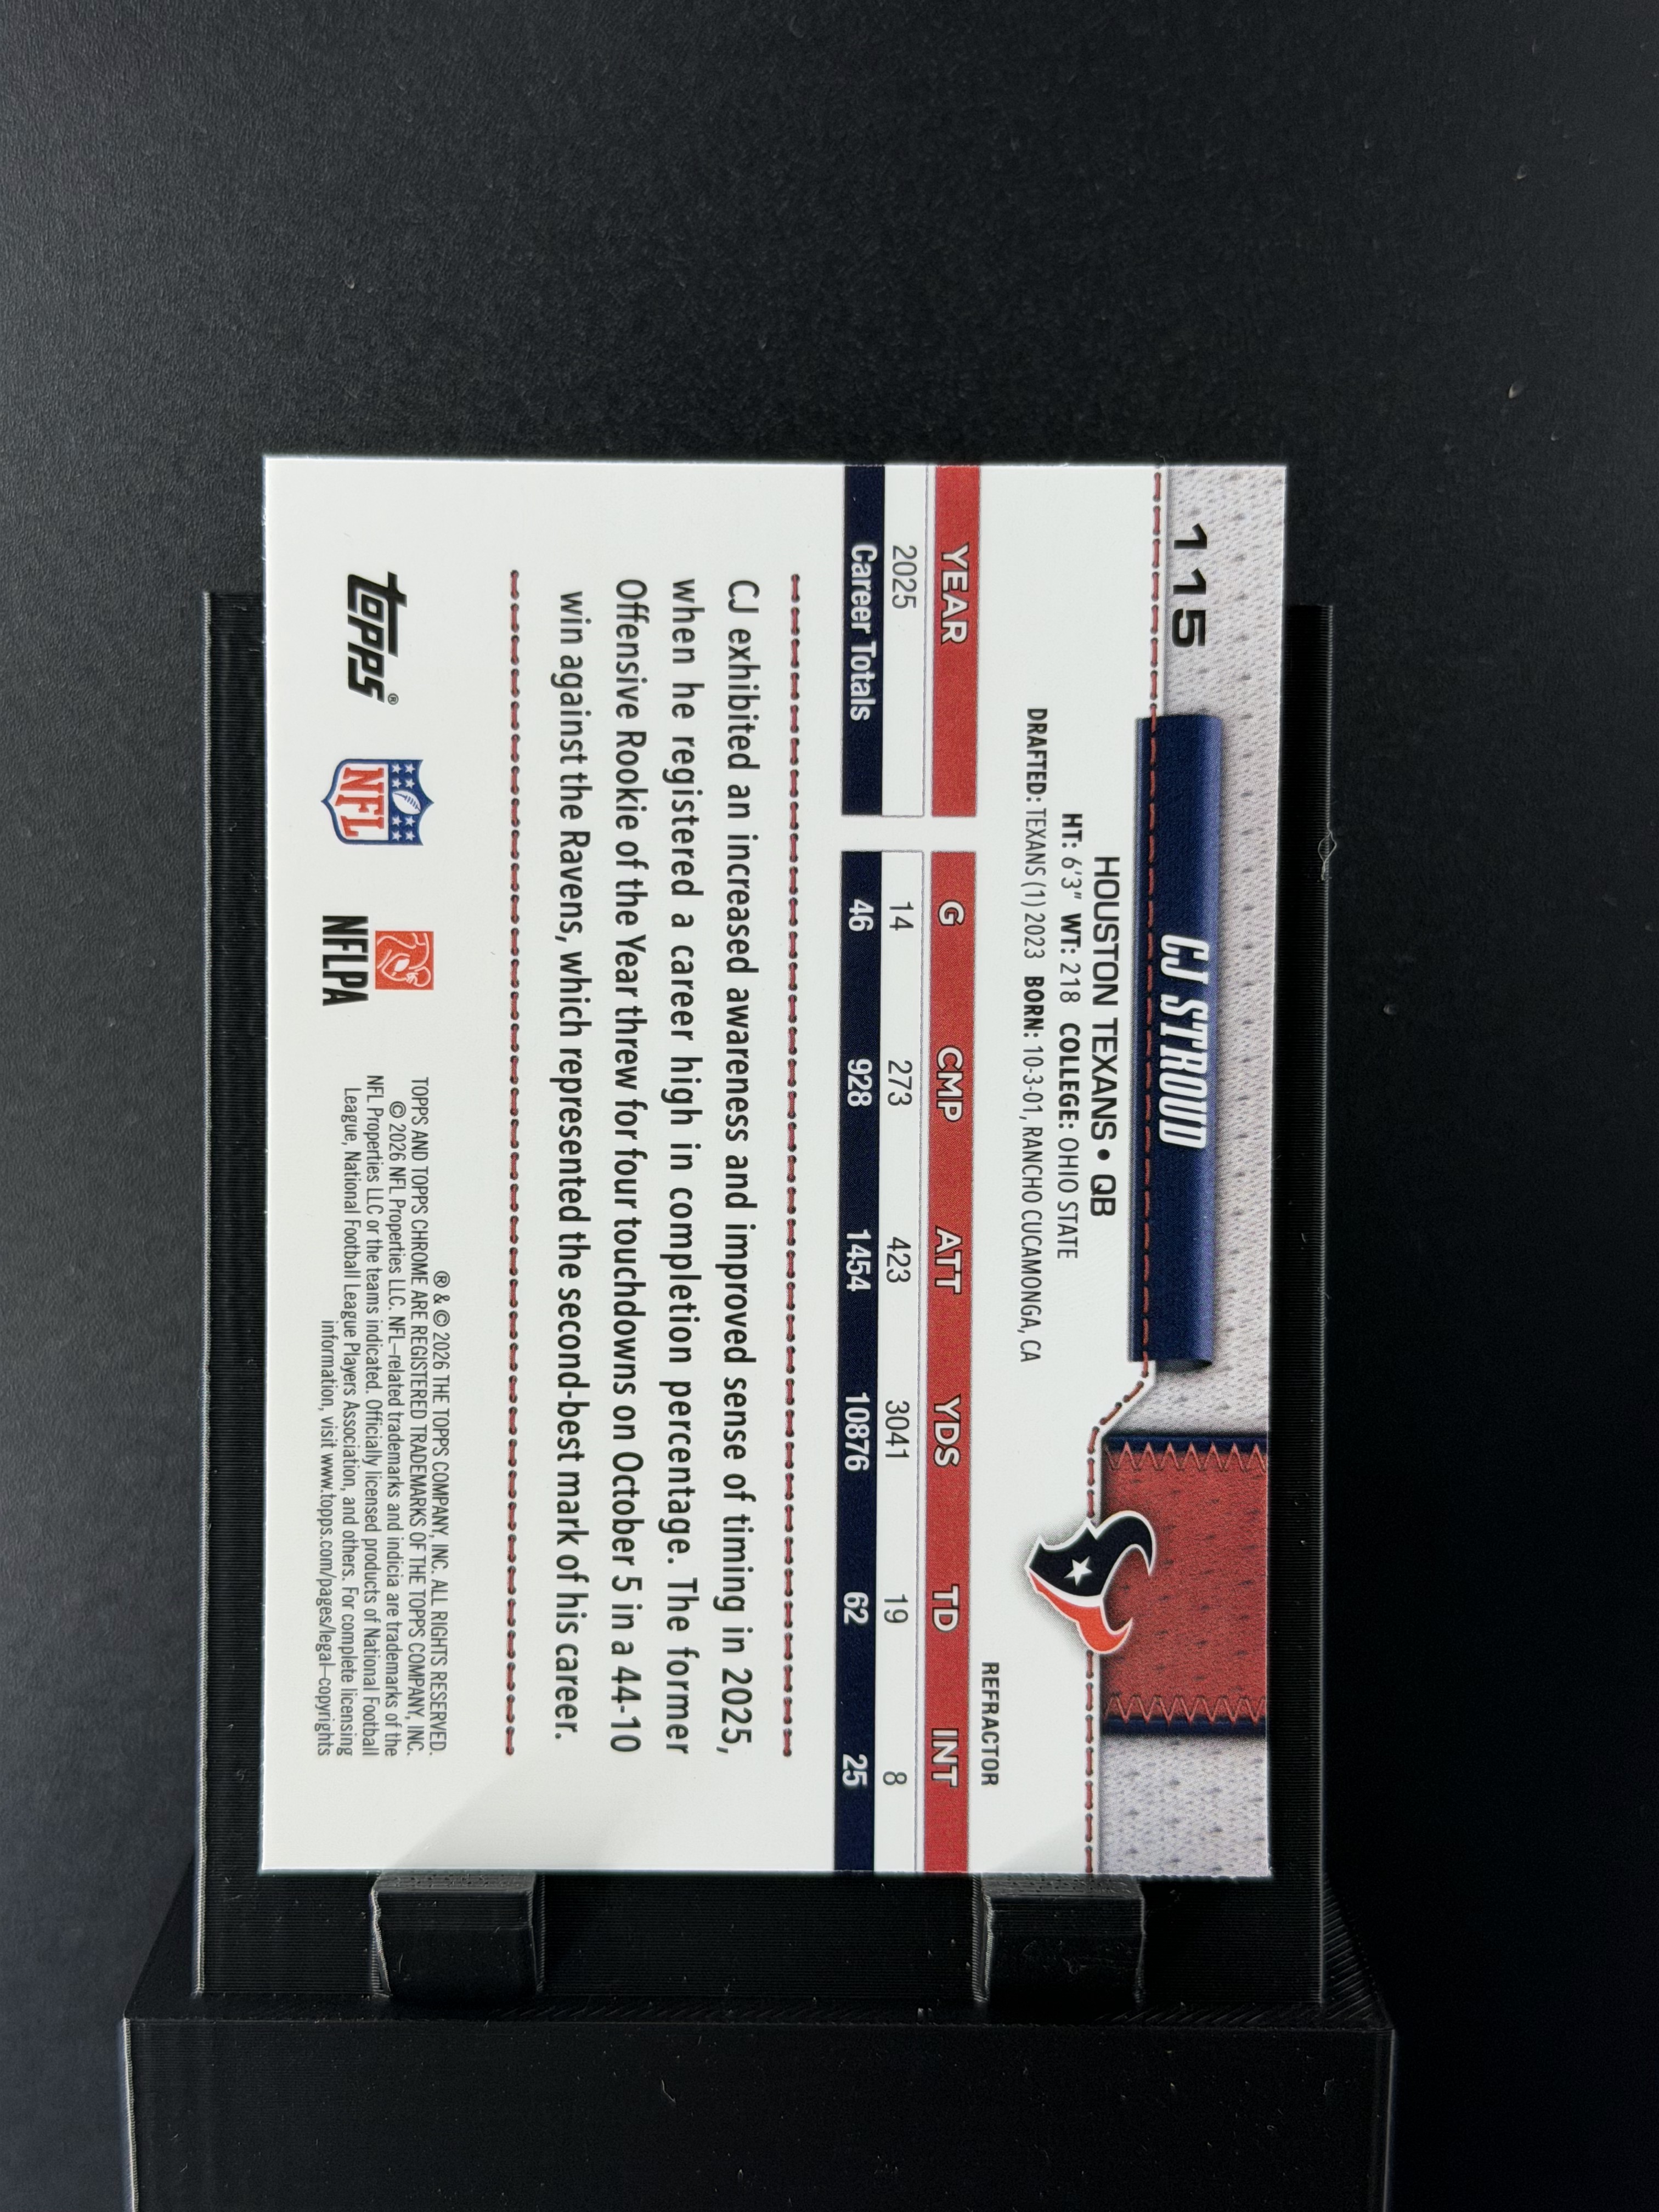 115
CJ STROUD
HOUSTON TEXANS • QB
HT: 6'3" WT: 218 COLLEGE: OHIO STATE
DRAFTED: TEXANS (1) 2023 BORN: 10-3-01, RANCHO CUCAMONGA, CA
REFRACTOR
YEAR G CMP ATT YDS TD INT
2025 14 273 423 3041 19 8
Career Totals 46 928 1454 10876 62 25
CJ exhibited an increased awareness and improved sense of timing in 2025,
when he registered a career high in completion percentage. The former
Offensive Rookie of the Year threw for four touchdowns on October 5 in a 44-10
win against the Ravens, which represented the second-best mark of his career.
topps®
NFL
NFLPA
® & © 2026 THE TOPPS COMPANY, INC. ALL RIGHTS RESERVED.
TOPPS AND TOPPS CHROME ARE REGISTERED TRADEMARKS OF THE TOPPS COMPANY, INC.
© 2026 NFL Properties LLC. NFL–related trademarks and indicia are trademarks of the
NFL Properties LLC or the teams indicated. Officially licensed products of National Football
League, National Football League Players Association, and others. For complete licensing
information, visit www.topps.com/pages/legal–copyrights